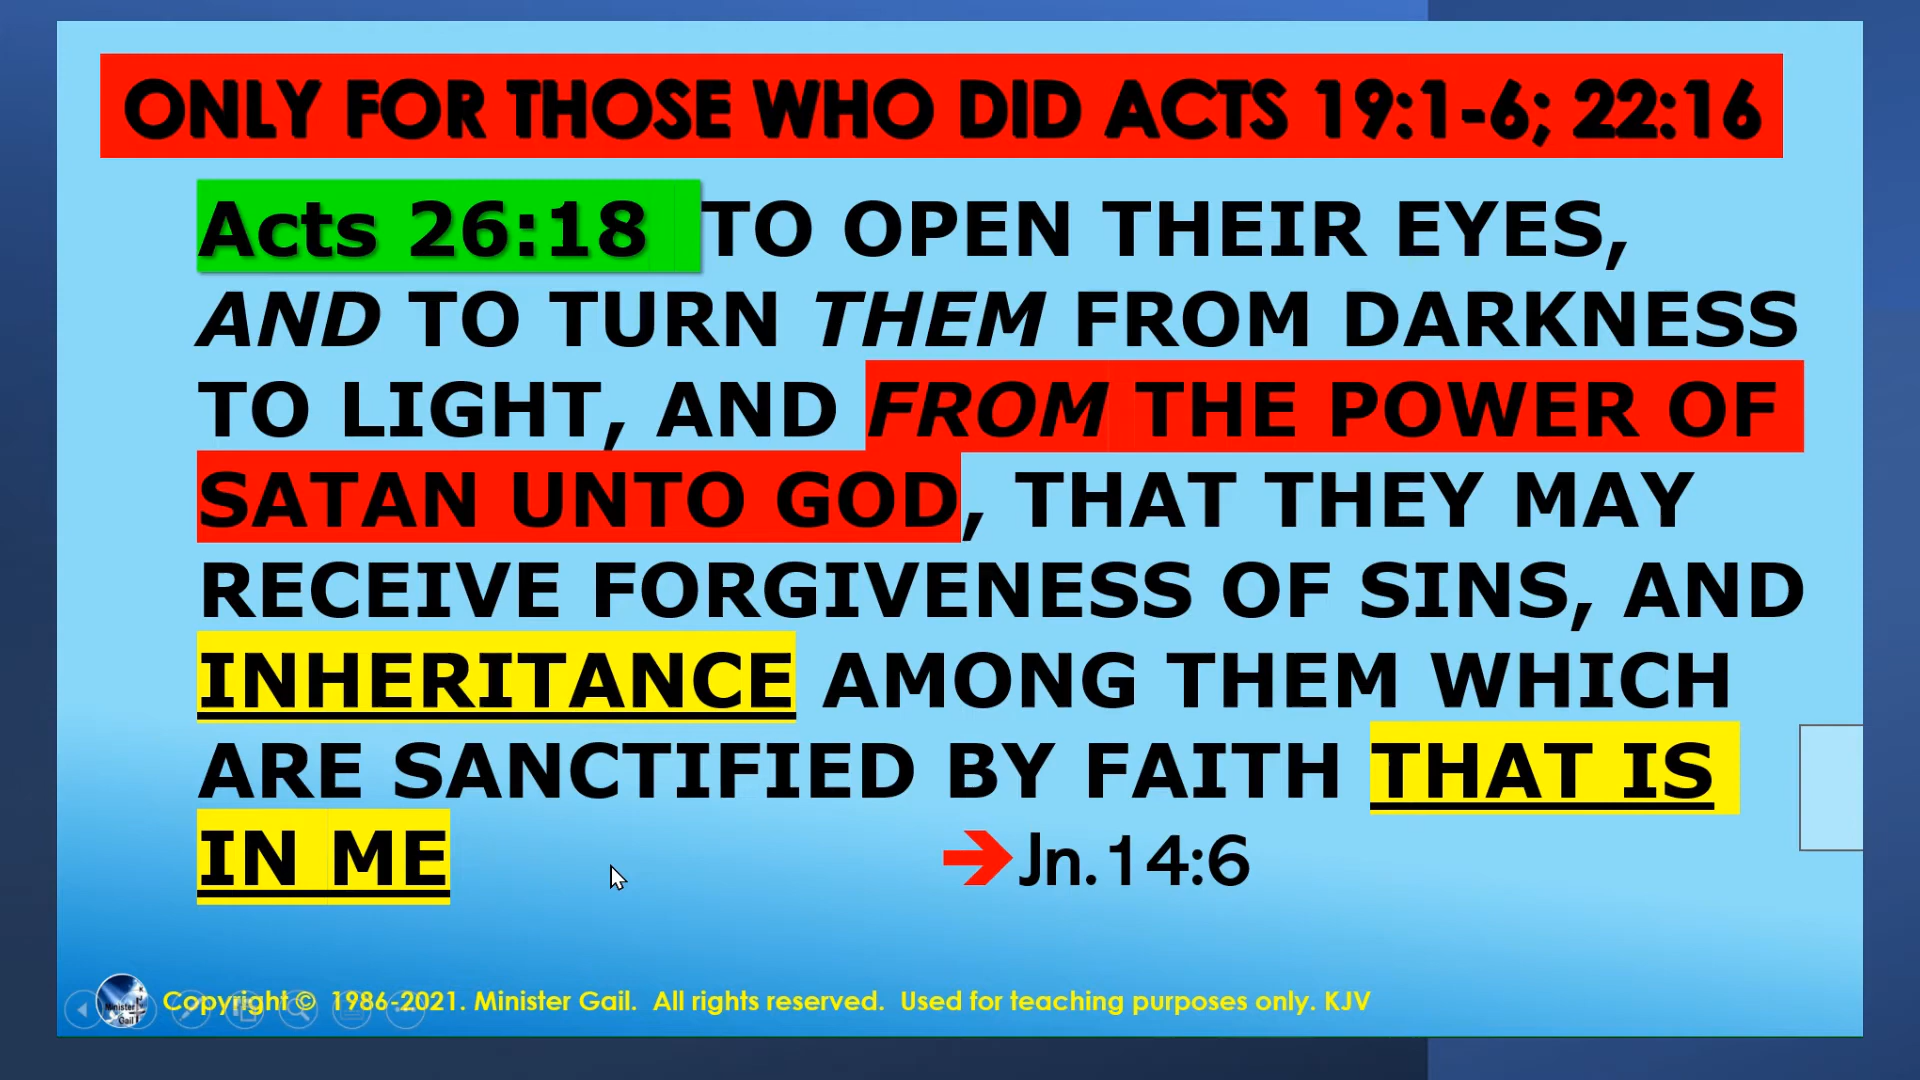 ONLY FOR THOSE WHO DID ACTS 19:1-6; 22:16
Acts 26:18 TO OPEN THEIR EYES,
AND TO TURN THEM FROM DARKNESS
TO LIGHT, AND FROM THE POWER OF
SATAN UNTO GOD, THAT THEY MAY
RECEIVE FORGIVENESS OF SINS, AND
INHERITANCE AMONG THEM WHICH
ARE SANCTIFIED BY FAITH THAT IS
IN ME
Jn.14:6
Minister
Gail
Copyright © 1986-2021. Minister Gail. All rights reserved. Used for teaching purposes only. KJV